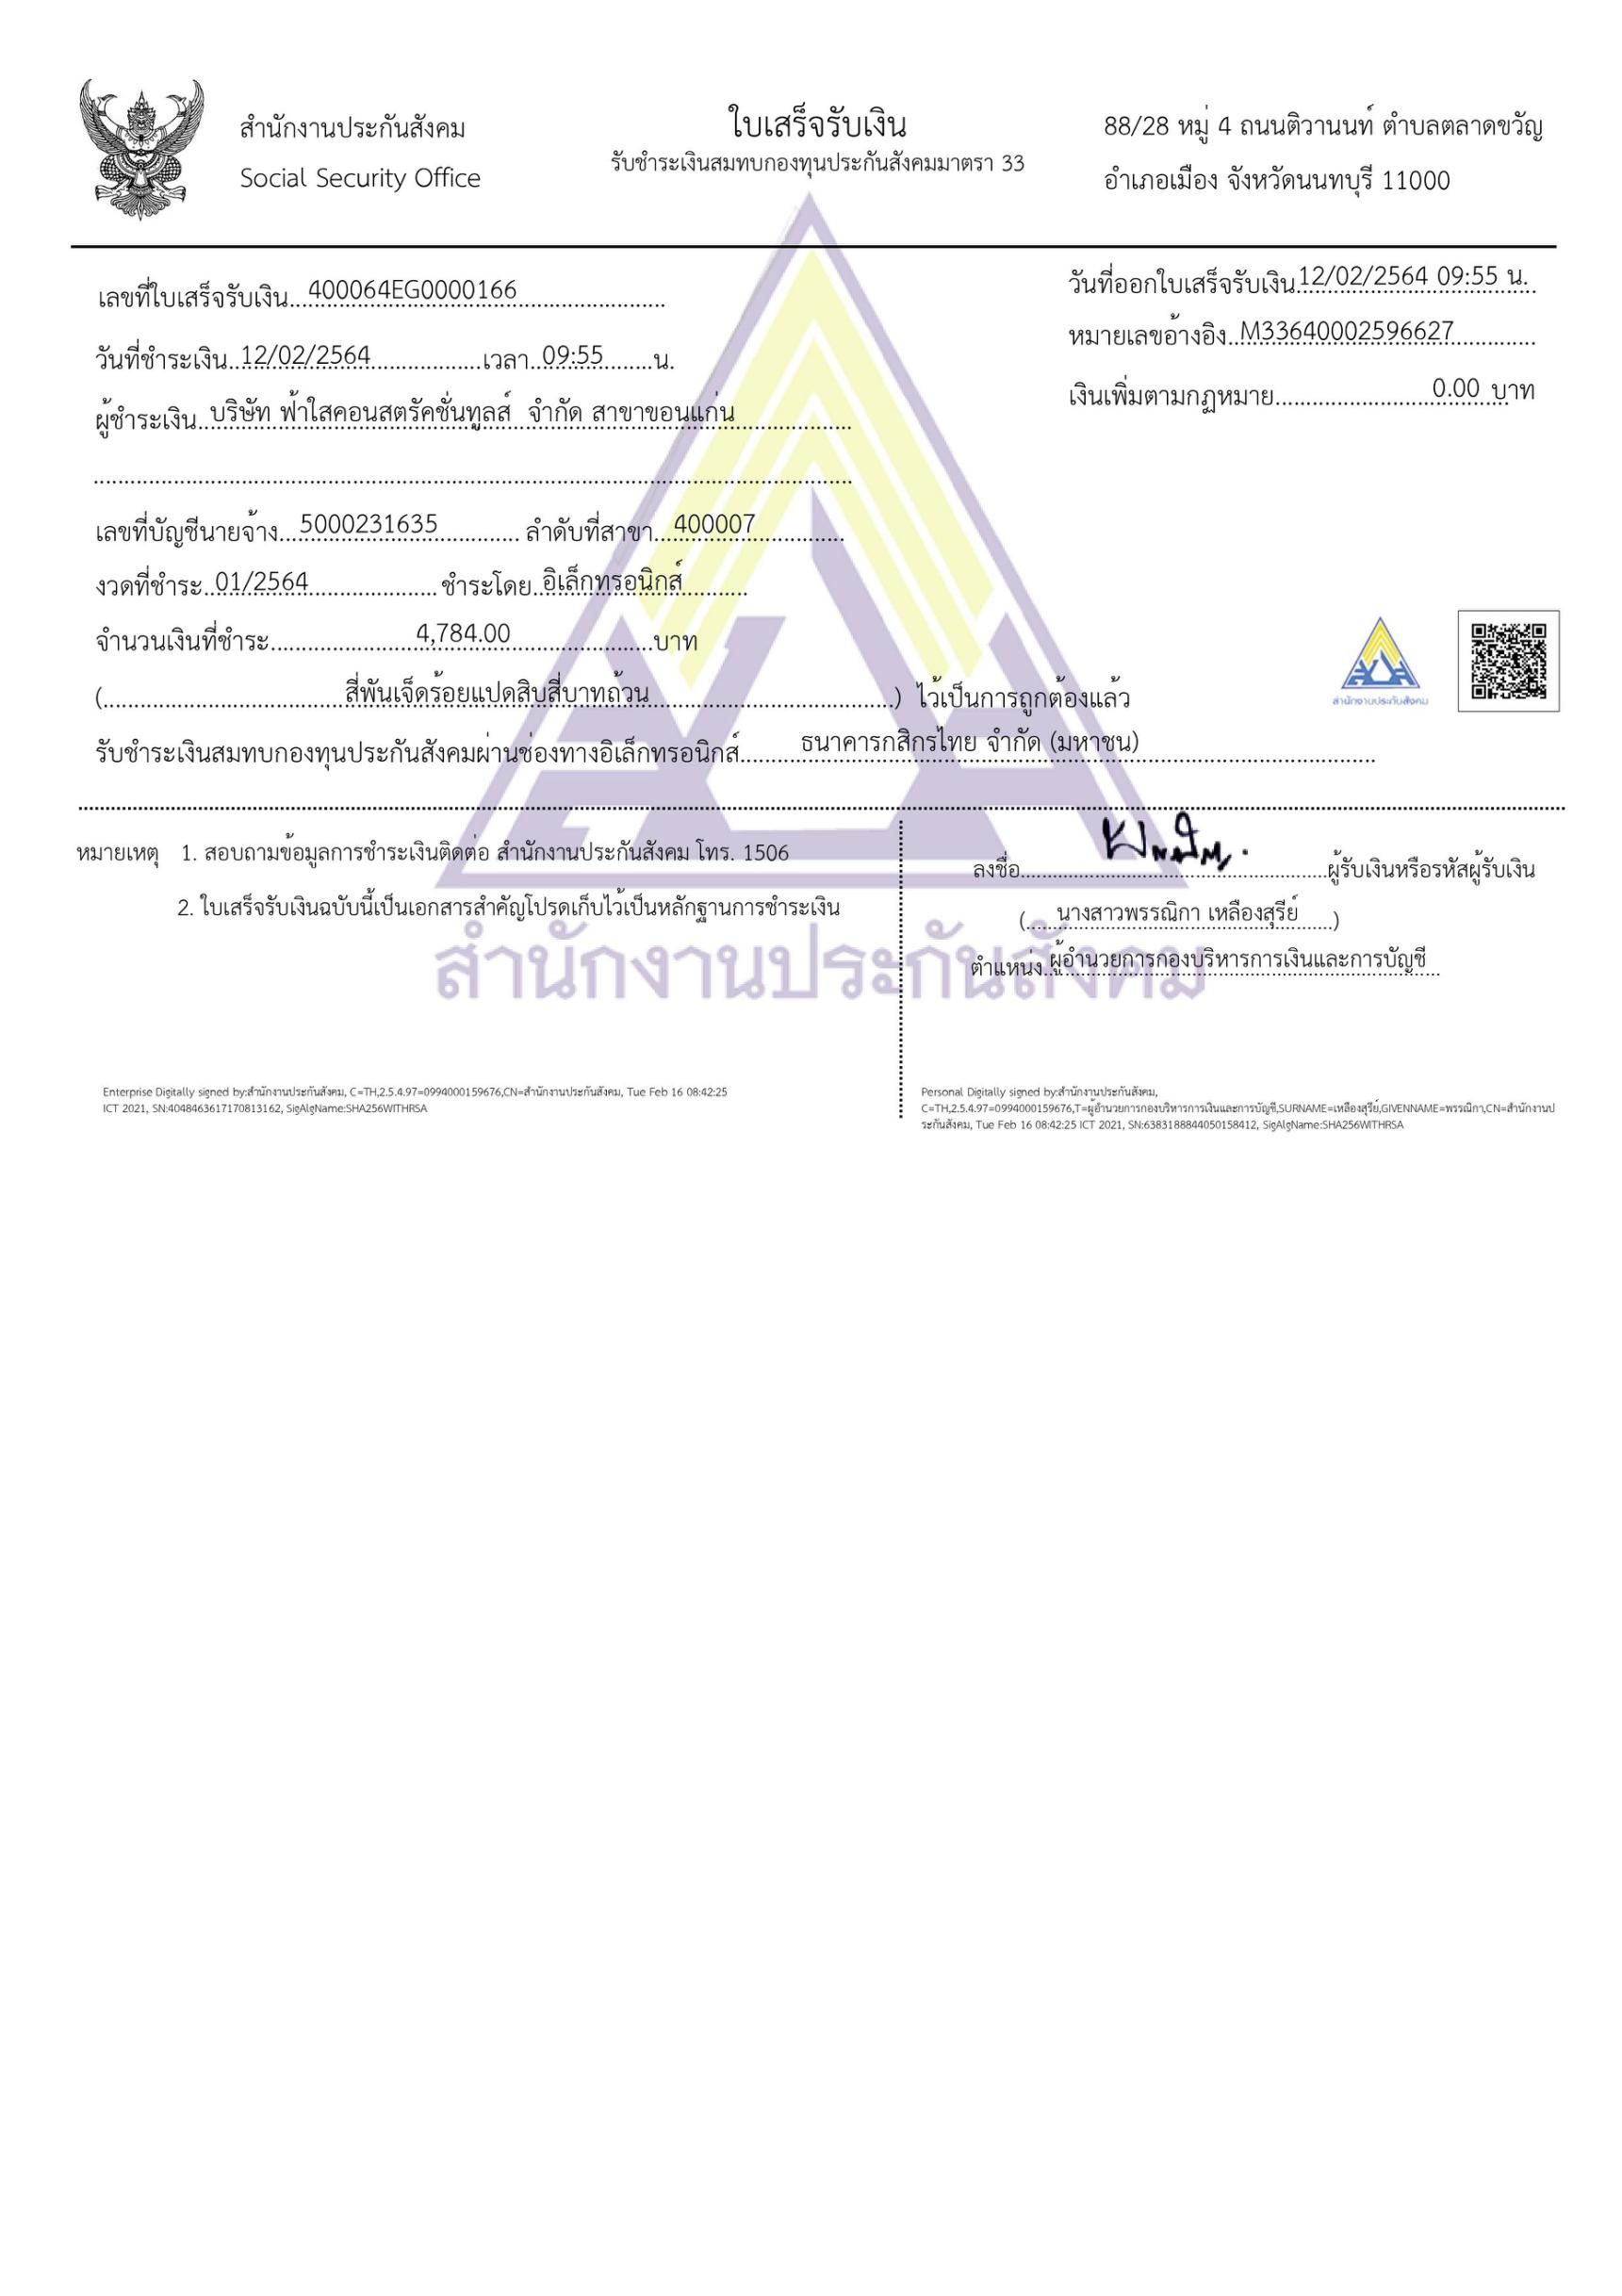 สำนักงานประกันสังคม
Social Security Office
ใบเสร็จรับเงิน
รับชำระเงินสมทบกองทุนประกันสังคมมาตรา 33
88/28 หมู่ 4 ถนนติวานนท์ ตำบลตลาดขวัญ
อำเภอเมือง จังหวัดนนทบุรี 11000
เลขที่ใบเสร็จรับเงิน 400064EG0000166
วันที่ออกใบเสร็จรับเงิน 12/02/2564 09:55 น.
วันที่ชำระเงิน 12/02/2564 เวลา 09:55 น.
หมายเลขอ้างอิง M33640002596627
ผู้ชำระเงิน บริษัท ฟ้าใสคอนสตรัคชั่นทูลส์ จำกัด สาขาขอนแก่น
เงินเพิ่มตามกฎหมาย 0.00 บาท
เลขที่บัญชีนายจ้าง 5000231635 ลำดับที่สาขา 400007
งวดที่ชำระ 01/2564 ชำระโดย อิเล็กทรอนิกส์
จำนวนเงินที่ชำระ 4,784.00 บาท
(สี่พันเจ็ดร้อยแปดสิบสี่บาทถ้วน) ไว้เป็นการถูกต้องแล้ว
สำนักงานประกันสังคม
รับชำระเงินสมทบกองทุนประกันสังคมผ่านช่องทางอิเล็กทรอนิกส์ ธนาคารกสิกรไทย จำกัด (มหาชน)
หมายเหตุ 1. สอบถามข้อมูลการชำระเงินติดต่อ สำนักงานประกันสังคม โทร. 1506
2. ใบเสร็จรับเงินฉบับนี้เป็นเอกสารสำคัญโปรดเก็บไว้เป็นหลักฐานการชำระเงิน
ลงชื่อ ผู้รับเงินหรือรหัสผู้รับเงิน
(นางสาวพรรณิกา เหลืองสุรีย์)
ตำแหน่ง ผู้อำนวยการกองบริหารการเงินและการบัญชี
สำนักงานประกันสังคม
Enterprise Digitally signed by:สำนักงานประกันสังคม, C=TH,2.5.4.97=0994000159676,CN=สำนักงานประกันสังคม, Tue Feb 16 08:42:25
ICT 2021, SN:4048463617170813162, SigAlgName:SHA256WITHRSA
Personal Digitally signed by:สำนักงานประกันสังคม,
C=TH,2.5.4.97=0994000159676,T=ผู้อำนวยการกองบริหารการเงินและการบัญชี,SURNAME=เหลืองสุรีย์,GIVENNAME=พรรณิกา,CN=สำนักงานป
ระกันสังคม, Tue Feb 16 08:42:25 ICT 2021, SN:6383188844050158412, SigAlgName:SHA256WITHRSA